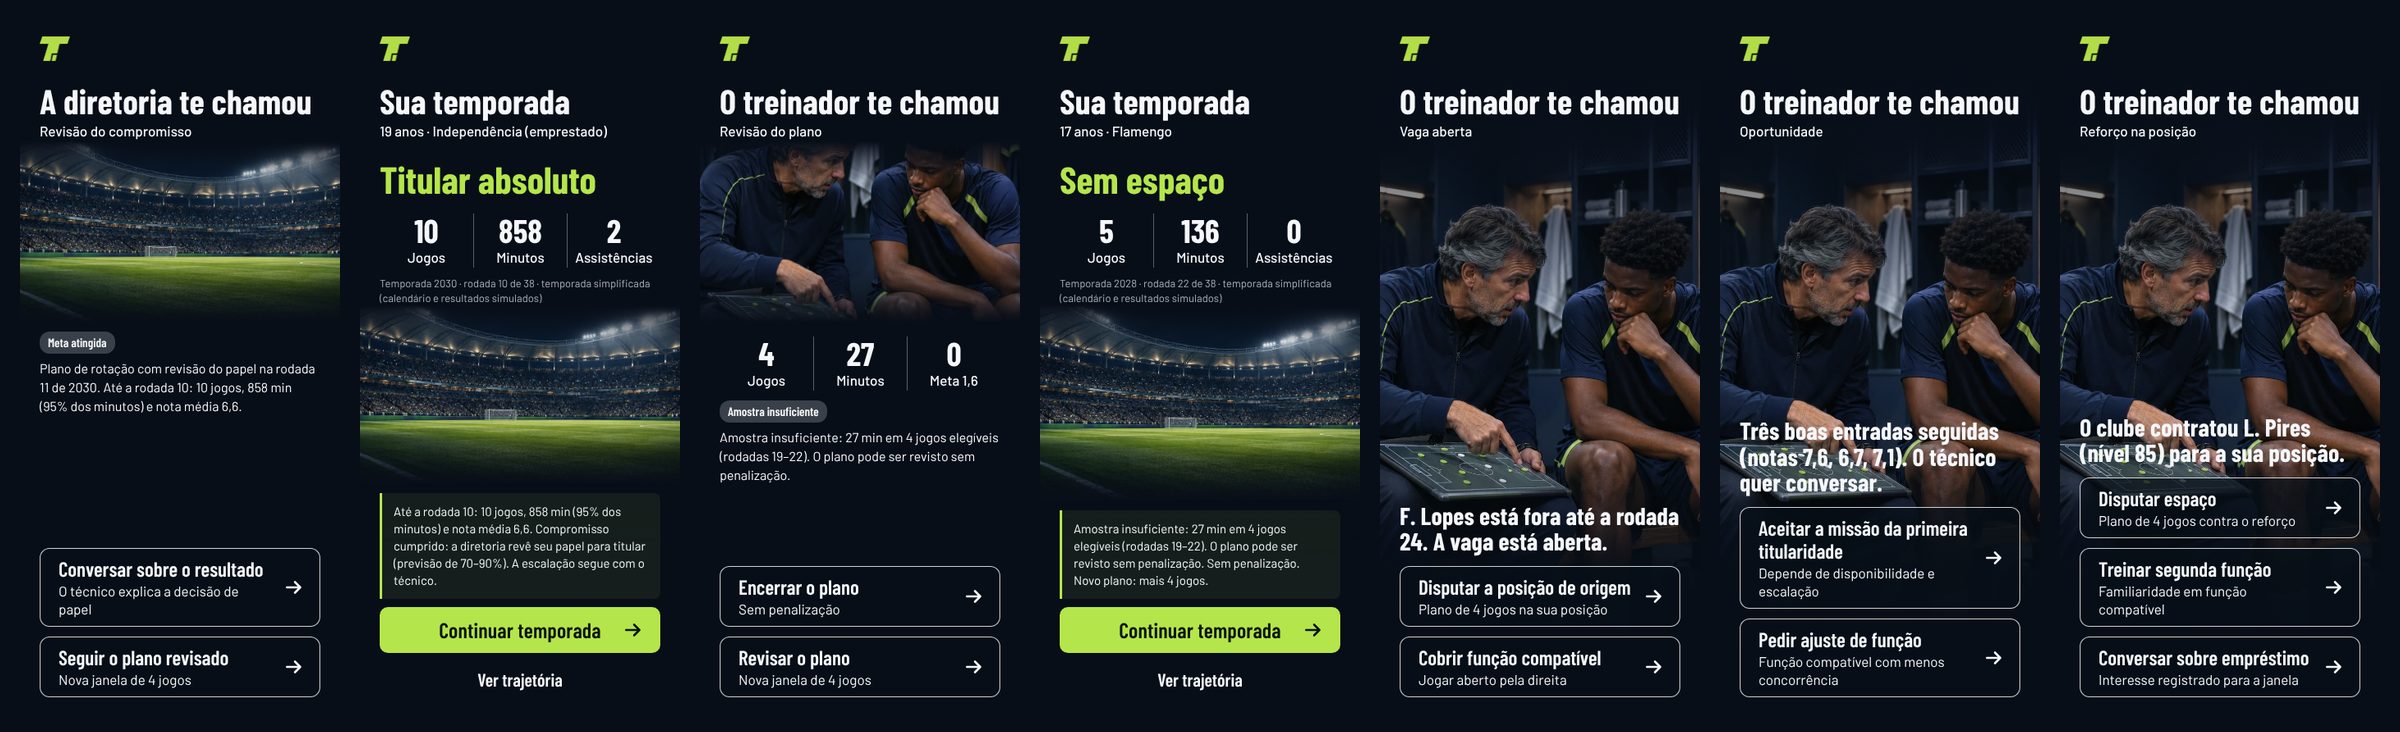 T.
A diretoria te chamou
Revisão do compromisso
Meta atingida
Plano de rotação com revisão do papel na rodada
11 de 2030. Até a rodada 10: 10 jogos, 858 min
(95% dos minutos) e nota média 6,6.
Conversar sobre o resultado
O técnico explica a decisão de
papel
Seguir o plano revisado
Nova janela de 4 jogos
T.
Sua temporada
19 anos · Independência (emprestado)
Titular absoluto
10 858 2
Jogos Minutos Assistências
Temporada 2030 · rodada 10 de 38 · temporada simplificada
(calendário e resultados simulados)
Até a rodada 10: 10 jogos, 858 min (95% dos
minutos) e nota média 6,6. Compromisso
cumprido: a diretoria revê seu papel para titular
(previsão de 70–90%). A escalação segue com o
técnico.
Continuar temporada
Ver trajetória
T.
O treinador te chamou
Revisão do plano
4 27 0
Jogos Minutos Meta 1,6
Amostra insuficiente
Amostra insuficiente: 27 min em 4 jogos elegíveis
(rodadas 19–22). O plano pode ser revisto sem
penalização.
Encerrar o plano
Sem penalização
Revisar o plano
Nova janela de 4 jogos
T.
Sua temporada
17 anos · Flamengo
Sem espaço
5 136 0
Jogos Minutos Assistências
Temporada 2028 · rodada 22 de 38 · temporada simplificada
(calendário e resultados simulados)
Amostra insuficiente: 27 min em 4 jogos
elegíveis (rodadas 19–22). O plano pode ser
revisto sem penalização. Sem penalização.
Novo plano: mais 4 jogos.
Continuar temporada
Ver trajetória
T.
O treinador te chamou
Vaga aberta
F. Lopes está fora até a rodada
24. A vaga está aberta.
Disputar a posição de origem
Plano de 4 jogos na sua posição
Cobrir função compatível
Jogar aberto pela direita
T.
O treinador te chamou
Oportunidade
Três boas entradas seguidas
(notas 7,6, 6,7, 7,1). O técnico
quer conversar.
Aceitar a missão da primeira
titularidade
Depende de disponibilidade e
escalação
Pedir ajuste de função
Função compatível com menos
concorrência
T.
O treinador te chamou
Reforço na posição
O clube contratou L. Pires
(nível 85) para a sua posição.
Disputar espaço
Plano de 4 jogos contra o reforço
Treinar segunda função
Familiaridade em função
compatível
Conversar sobre empréstimo
Interesse registrado para a janela